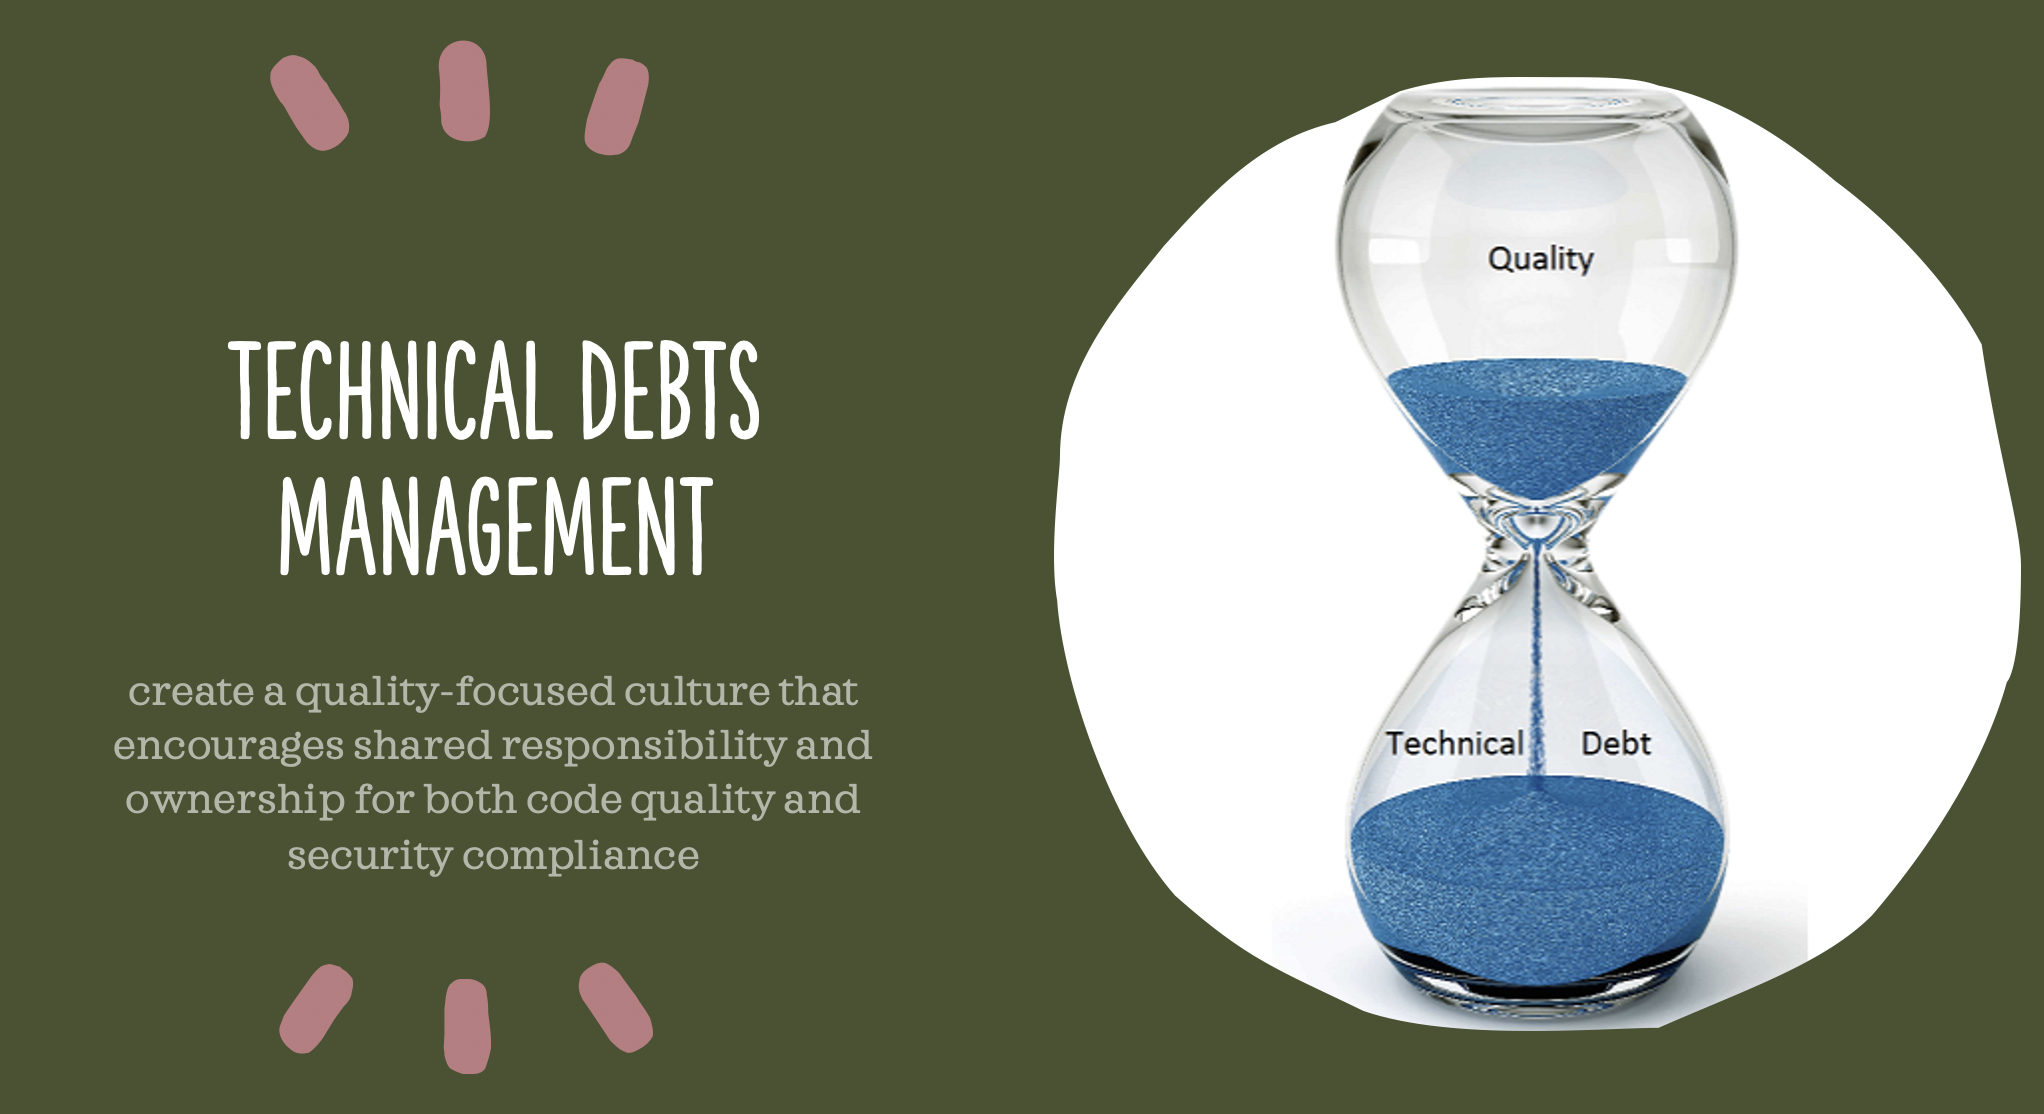 TECHNICAL DEBTS
MANAGEMENT
create a quality-focused culture that
encourages shared responsibility and
ownership for both code quality and
security compliance
Quality
Technical Debt